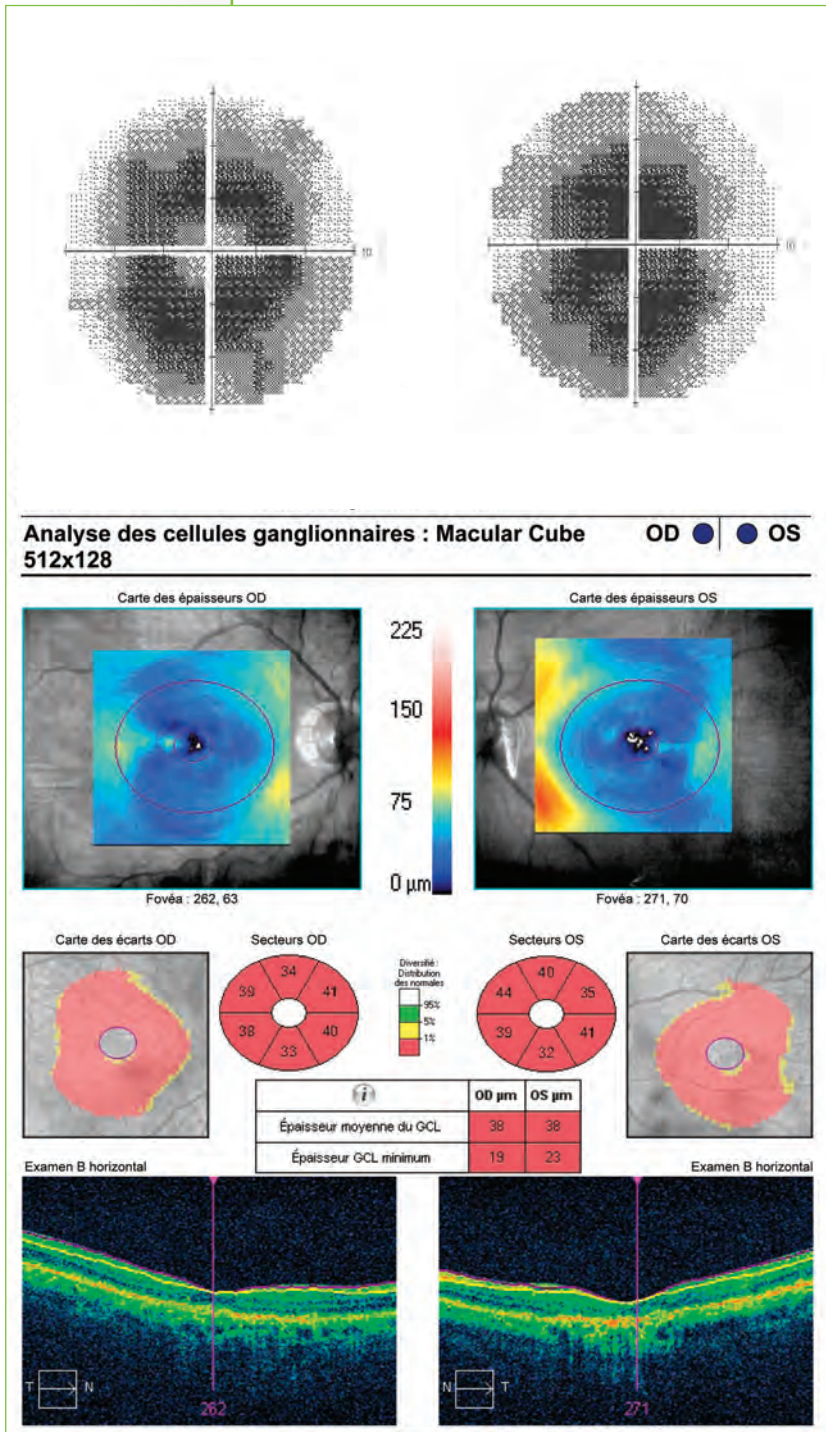 10
10
Analyse des cellules ganglionnaires : Macular Cube 512x128
OD OS
Carte des épaisseurs OD
Carte des épaisseurs OS
225
150
75
0 µm
Fovéa : 262, 63
Fovéa : 271, 70
Carte des écarts OD
Secteurs OD
Diversifié :
Distribution
des normales
95%
5%
1%
Secteurs OS
Carte des écarts OS
34
39 41
38 40
33
40
44 35
39 41
32
i OD µm OS µm
Épaisseur moyenne du GCL 38 38
Épaisseur GCL minimum 19 23
Examen B horizontal
Examen B horizontal
T N
262
N T
271